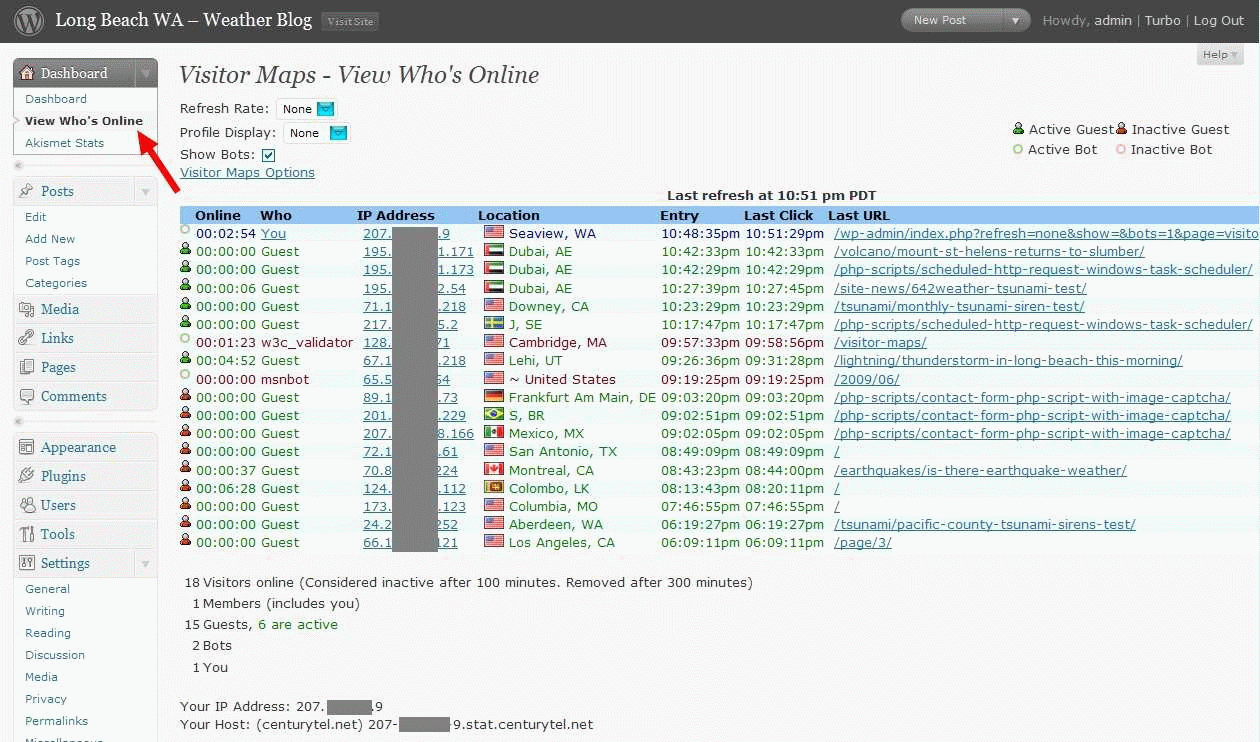 Long Beach WA – Weather Blog Visit Site New Post Howdy, admin | Turbo | Log Out
Help
Dashboard
Dashboard
View Who's Online
Akismet Stats
Posts
Edit
Add New
Post Tags
Categories
Media
Links
Pages
Comments
Appearance
Plugins
Users
Tools
Settings
General
Writing
Reading
Discussion
Media
Privacy
Permalinks
Miscellaneous
Visitor Maps - View Who's Online
Refresh Rate: None
Profile Display: None
Show Bots:
Visitor Maps Options
Active Guest Inactive Guest
Active Bot Inactive Bot
Last refresh at 10:51 pm PDT
Online Who IP Address Location Entry Last Click Last URL
00:02:54 You 207. .9 Seaview, WA 10:48:35pm 10:51:29pm /wp-admin/index.php?refresh=none&show=&bots=1&page=visito
00:00:00 Guest 195. 1.171 Dubai, AE 10:42:33pm 10:42:33pm /volcano/mount-st-helens-returns-to-slumber/
00:00:00 Guest 195. 1.173 Dubai, AE 10:42:29pm 10:42:29pm /php-scripts/scheduled-http-request-windows-task-scheduler/
00:00:06 Guest 195. 2.54 Dubai, AE 10:27:39pm 10:27:45pm /site-news/642weather-tsunami-test/
00:00:00 Guest 71.1 .218 Downey, CA 10:23:29pm 10:23:29pm /tsunami/monthly-tsunami-siren-test/
00:00:00 Guest 217. 5.2 J, SE 10:17:47pm 10:17:47pm /php-scripts/scheduled-http-request-windows-task-scheduler/
00:01:23 w3c_validator 128. 71 Cambridge, MA 09:57:33pm 09:58:56pm /visitor-maps/
00:04:52 Guest 67.1 .218 Lehi, UT 09:26:36pm 09:31:28pm /lightning/thunderstorm-in-long-beach-this-morning/
00:00:00 msnbot 65.5 54 ~ United States 09:19:25pm 09:19:25pm /2009/06/
00:00:00 Guest 89.1 .73 Frankfurt Am Main, DE 09:03:20pm 09:03:20pm /php-scripts/contact-form-php-script-with-image-captcha/
00:00:00 Guest 201. .229 S, BR 09:02:51pm 09:02:51pm /php-scripts/contact-form-php-script-with-image-captcha/
00:00:00 Guest 207. 8.166 Mexico, MX 09:02:05pm 09:02:05pm /php-scripts/contact-form-php-script-with-image-captcha/
00:00:00 Guest 72.1 .61 San Antonio, TX 08:49:09pm 08:49:09pm /
00:00:37 Guest 70.8 224 Montreal, CA 08:43:23pm 08:44:00pm /earthquakes/is-there-earthquake-weather/
00:06:28 Guest 124. .112 Colombo, LK 08:13:43pm 08:20:11pm /
00:00:00 Guest 173. .123 Columbia, MO 07:46:55pm 07:46:55pm /
00:00:00 Guest 24.2 252 Aberdeen, WA 06:19:27pm 06:19:27pm /tsunami/pacific-county-tsunami-sirens-test/
00:00:00 Guest 66.1 121 Los Angeles, CA 06:09:11pm 06:09:11pm /page/3/
18 Visitors online (Considered inactive after 100 minutes. Removed after 300 minutes)
1 Members (includes you)
15 Guests, 6 are active
2 Bots
1 You
Your IP Address: 207. .9
Your Host: (centurytel.net) 207- 9.stat.centurytel.net